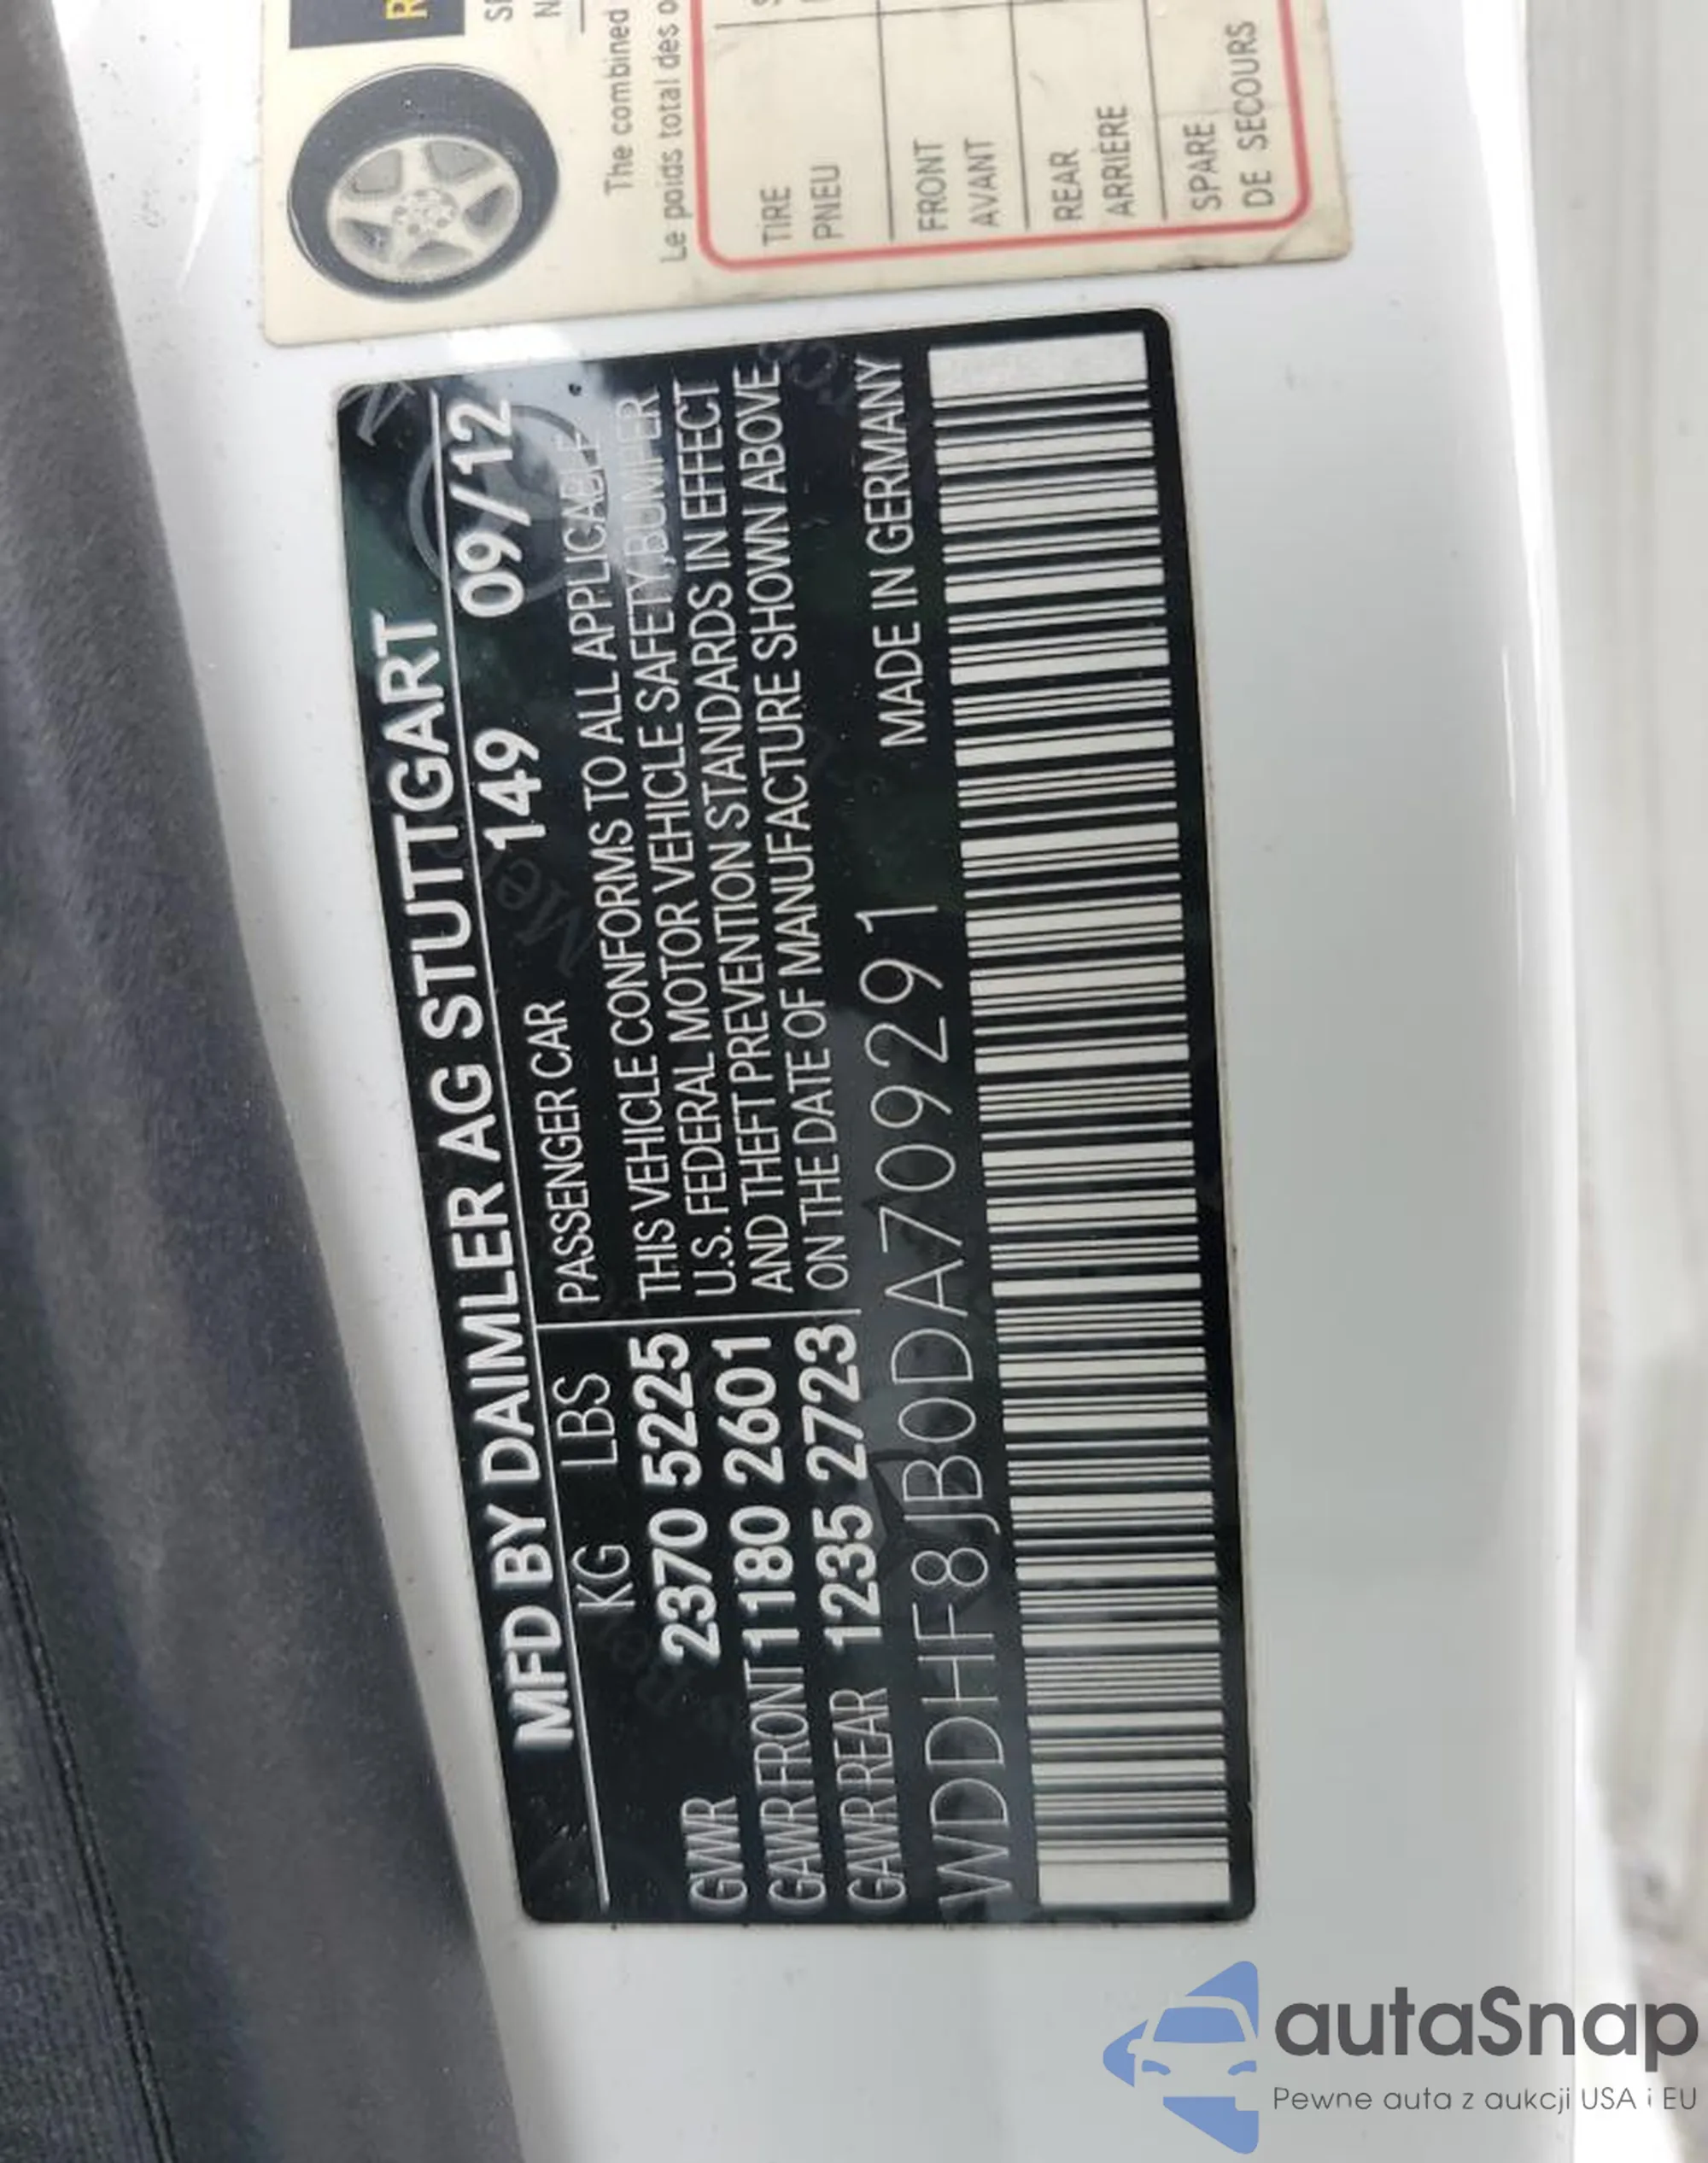 MFD BY DAIMLER AG STUTTGART
149 09/12
KG LBS
PASSENGER CAR
GVWR 2370 5225
GAWR FRONT 1180 2601
GAWR REAR 1235 2723
THIS VEHICLE CONFORMS TO ALL APPLICABLE
U.S. FEDERAL MOTOR VEHICLE SAFETY, BUMPER
AND THEFT PREVENTION STANDARDS IN EFFECT
ON THE DATE OF MANUFACTURE SHOWN ABOVE
MADE IN GERMANY
WDDHF8JB0DA709291
The combined
Le poids total des
TIRE
PNEU
FRONT
AVANT
REAR
ARRIÈRE
SPARE
DE SECOURS
autaSnap
Pewne auta z aukcji USA i EU